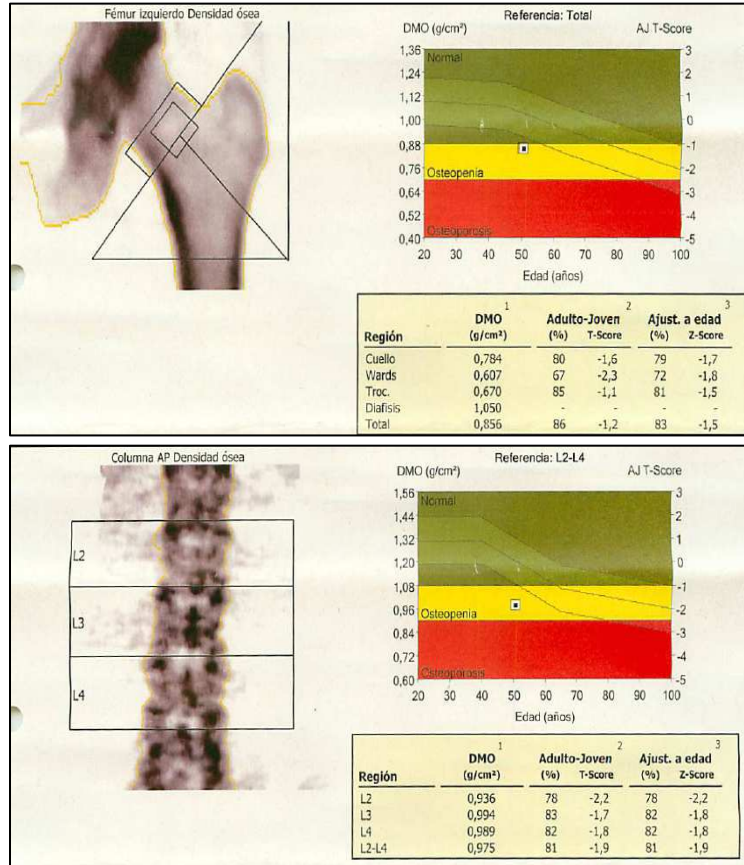 Fémur izquierdo Densidad ósea
Referencia: Total
DMO (g/cm²) AJ T-Score
1,36 3
Normal
1,24 2
1,12 1
1,00 0
0,88 -1
0,76 -2
Osteopenia
0,64 -3
0,52 -4
Osteoporosis
0,40 -5
20 30 40 50 60 70 80 90 100
Edad (años)
1 2 3
DMO Adulto-Joven Ajust. a edad
Región (g/cm²) (%) T-Score (%) Z-Score
Cuello 0,784 80 -1,6 79 -1,7
Wards 0,607 67 -2,3 72 -1,8
Troc. 0,670 85 -1,1 81 -1,5
Diafisis 1,050 - - - -
Total 0,856 86 -1,2 83 -1,5
Columna AP Densidad ósea
L2
L3
L4
Referencia: L2-L4
DMO (g/cm²) AJ T-Score
1,56 3
Normal
1,44 2
1,32 1
1,20 0
1,08 -1
0,96 -2
Osteopenia
0,84 -3
0,72 -4
Osteoporosis
0,60 -5
20 30 40 50 60 70 80 90 100
Edad (años)
1 2 3
DMO Adulto-Joven Ajust. a edad
Región (g/cm²) (%) T-Score (%) Z-Score
L2 0,936 78 -2,2 78 -2,2
L3 0,994 83 -1,7 82 -1,8
L4 0,989 82 -1,8 82 -1,8
L2-L4 0,975 81 -1,9 81 -1,9